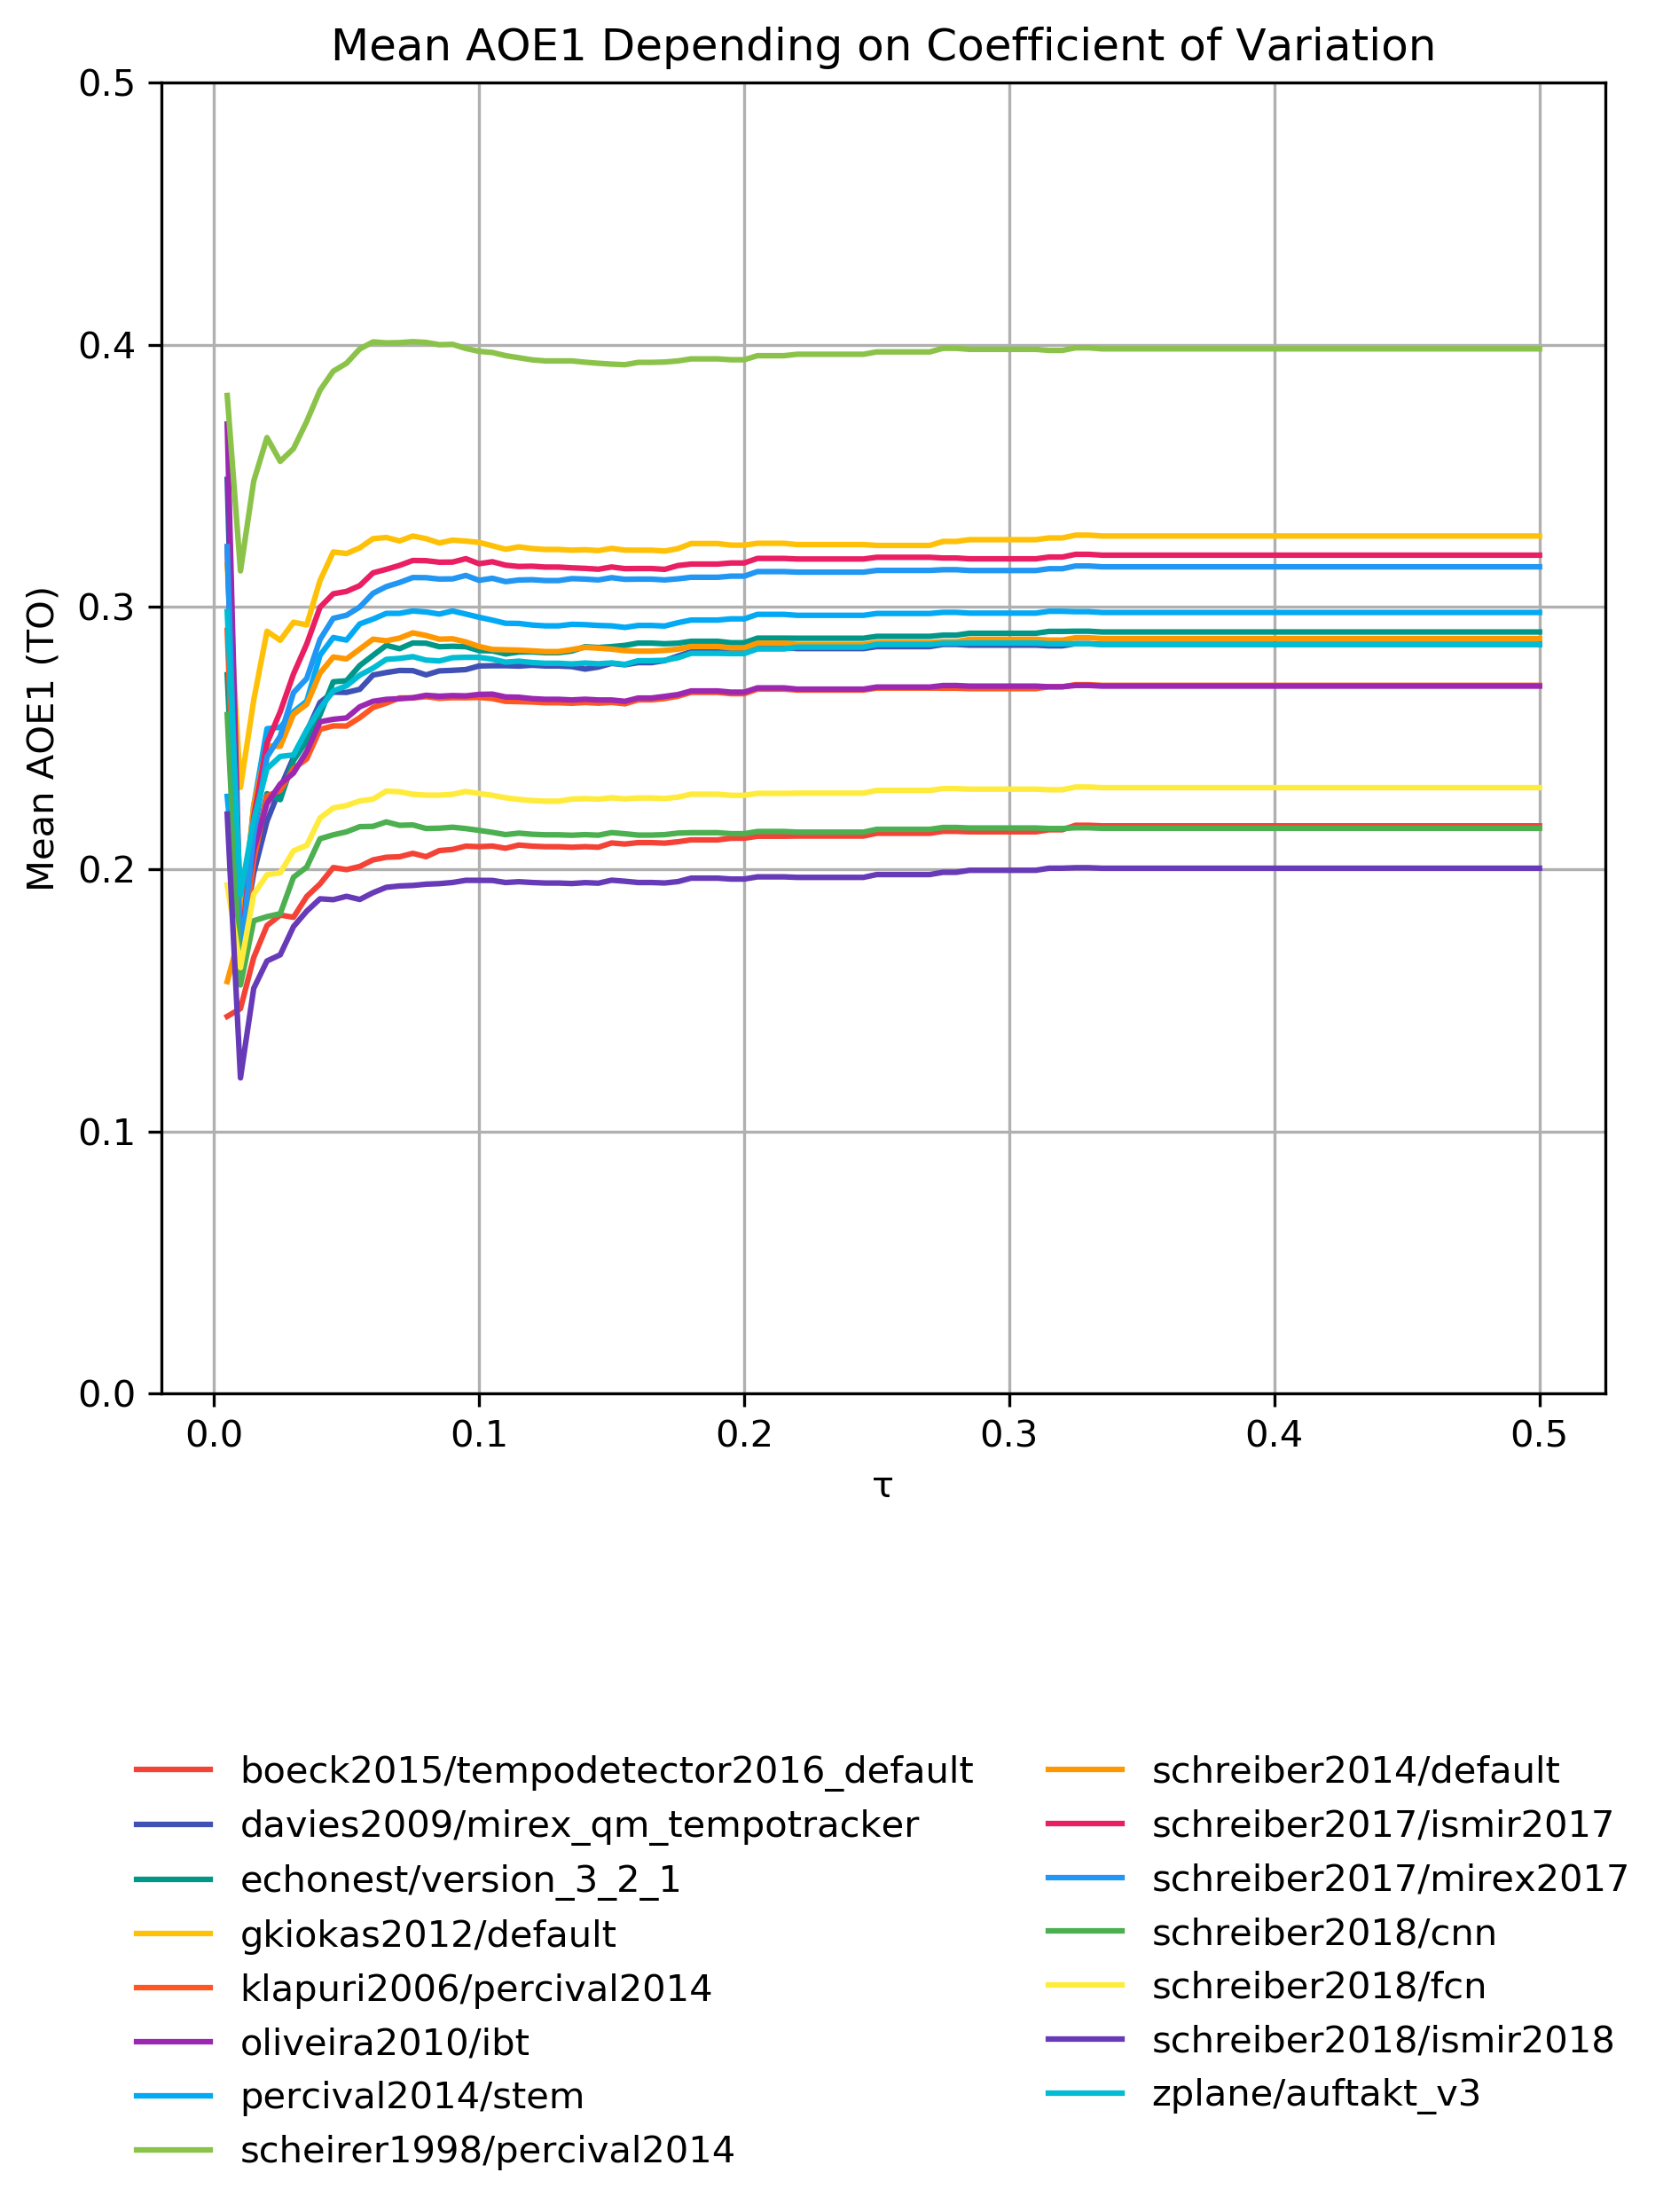 Mean AOE1 Depending on Coefficient of Variation
0.5
0.4
0.3
0.2
0.1
0.0
Mean AOE1 (TO)
0.0 0.1 0.2 0.3 0.4 0.5
τ
boeck2015/tempodetector2016_default
davies2009/mirex_qm_tempotracker
echonest/version_3_2_1
gkiokas2012/default
klapuri2006/percival2014
oliveira2010/ibt
percival2014/stem
scheirer1998/percival2014
schreiber2014/default
schreiber2017/ismir2017
schreiber2017/mirex2017
schreiber2018/cnn
schreiber2018/fcn
schreiber2018/ismir2018
zplane/auftakt_v3